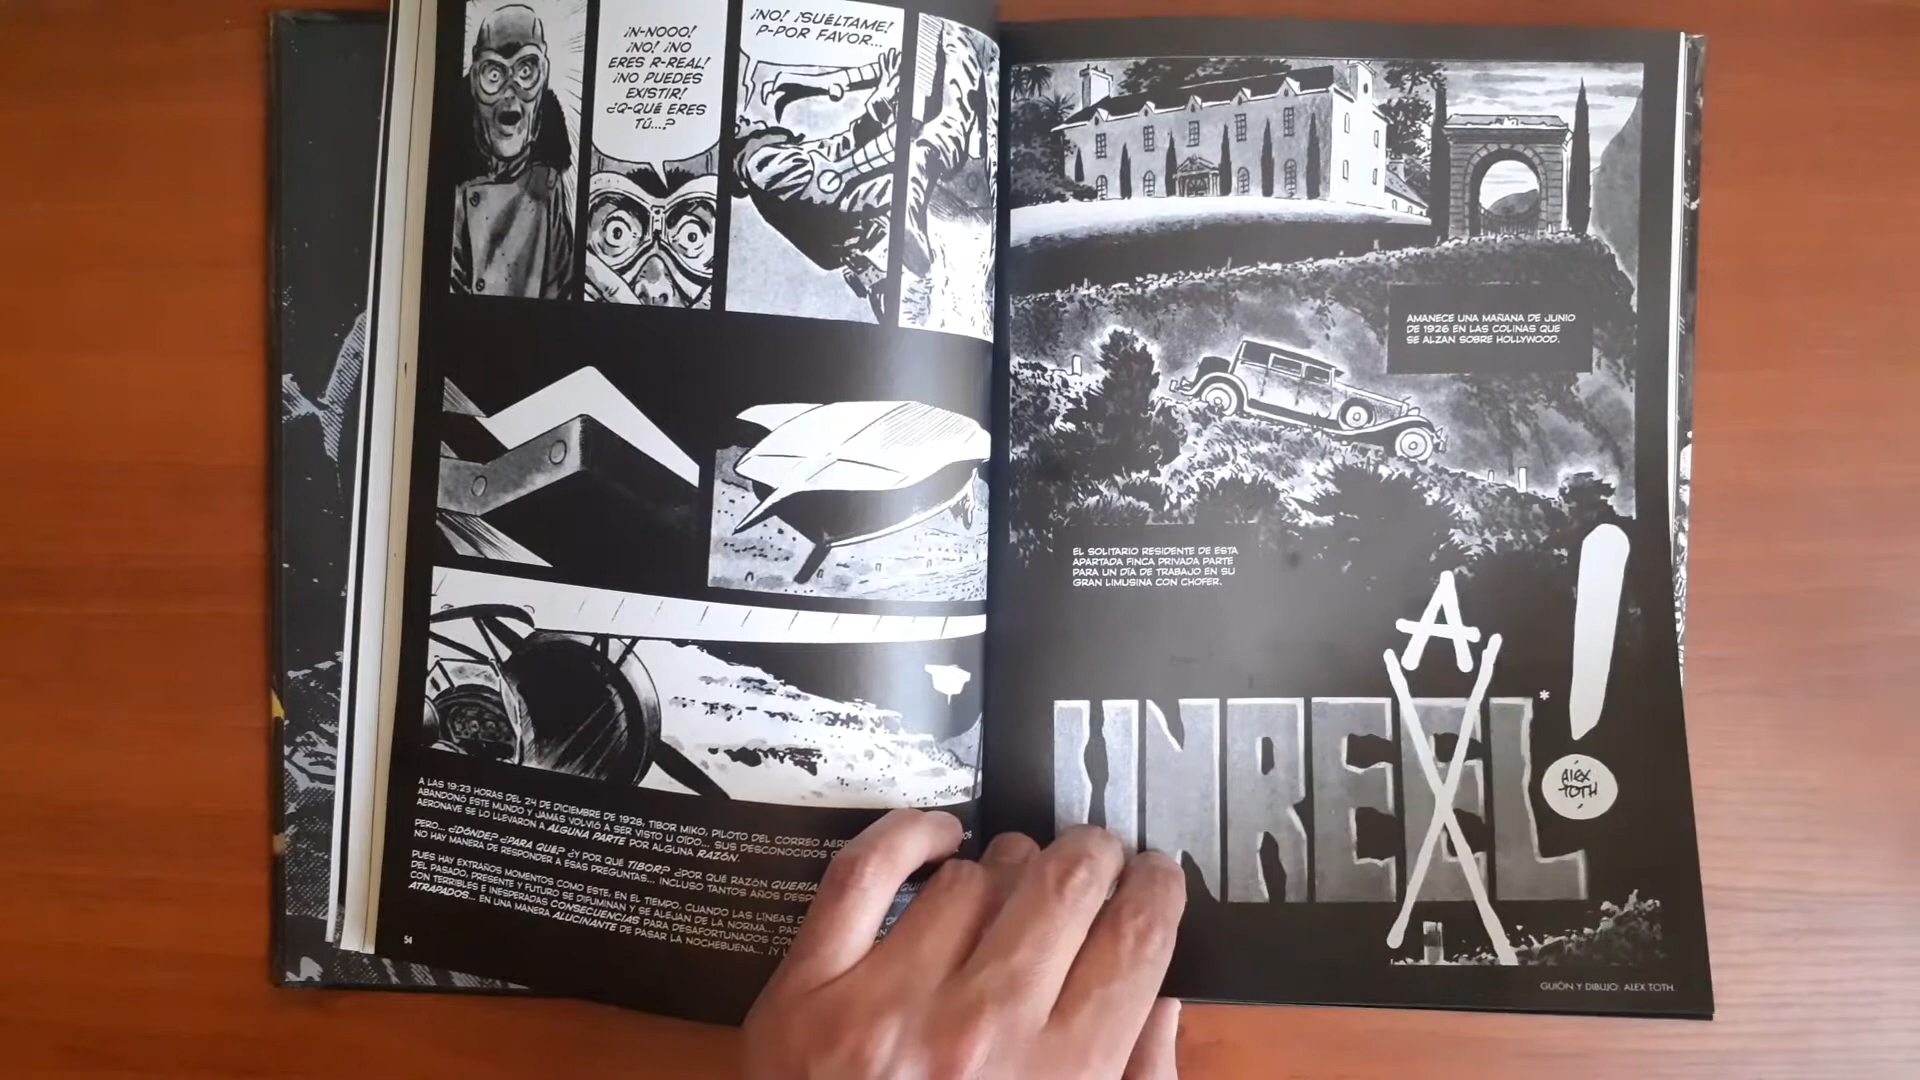 ¡N-NOOO!
¡NO! ¡NO
ERES R-REAL!
¡NO PUEDES
EXISTIR!
¿Q-QUÉ ERES
TÚ...?
¡NO! ¡SUÉLTAME!
P-POR FAVOR...
A LAS 19:23 HORAS DEL 24 DE DICIEMBRE DE 1928, TIBOR MIKO, PILOTO DEL CORREO
ABANDONÓ ESTE MUNDO Y JAMÁS VOLVIÓ A SER VISTO U OÍDO... SUS DESCONOCIDOS
AERONAVE SE LO LLEVARON A ALGUNA PARTE POR ALGUNA RAZÓN.
PERO... ¿DÓNDE? ¿PARA QUÉ? ¿Y POR QUÉ TIBOR? ¿POR QUÉ RAZÓN
NO HAY MANERA DE RESPONDER A ESAS PREGUNTAS... INCLUSO TANTOS AÑOS
PUES HAY EXTRAÑOS MOMENTOS COMO ESTE, EN EL TIEMPO, CUANDO LAS LÍNEAS
DEL PASADO, PRESENTE Y FUTURO SE DIFUMINAN Y SE ALEJAN DE LA NORMA...
CON TERRIBLES E INESPERADAS CONSECUENCIAS PARA DESAFORTUNADOS
ATRAPADOS... EN UNA MANERA ALUCINANTE DE PASAR LA NOCHEBUENA...
54
AMANECE UNA MAÑANA DE JUNIO
DE 1926 EN LAS COLINAS QUE
SE ALZAN SOBRE HOLLYWOOD.
EL SOLITARIO RESIDENTE DE ESTA
APARTADA FINCA PRIVADA PARTE
PARA UN DÍA DE TRABAJO EN SU
GRAN LIMUSINA CON CHOFER.
A
UNREEL*!
ALEX
TOTH
GUIÓN Y DIBUJO: ALEX TOTH.